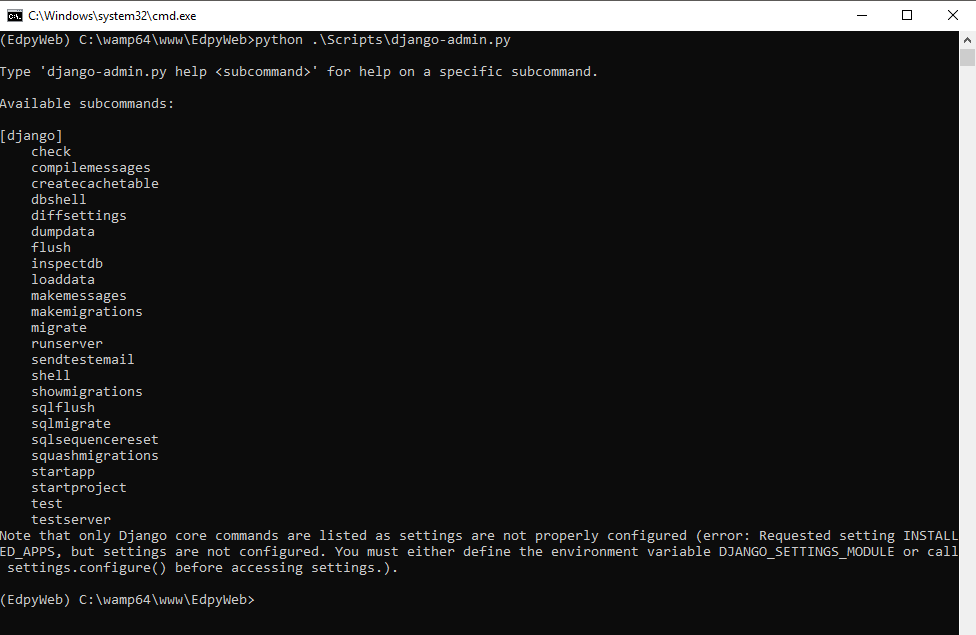 C:\Windows\system32\cmd.exe
(EdpyWeb) C:\wamp64\www\EdpyWeb>python .\Scripts\django-admin.py
Type 'django-admin.py help <subcommand>' for help on a specific subcommand.
Available subcommands:
[django]
check
compilemessages
createcachetable
dbshell
diffsettings
dumpdata
flush
inspectdb
loaddata
makemessages
makemigrations
migrate
runserver
sendtestemail
shell
showmigrations
sqlflush
sqlmigrate
sqlsequencereset
squashmigrations
startapp
startproject
test
testserver
Note that only Django core commands are listed as settings are not properly configured (error: Requested setting INSTALL
ED_APPS, but settings are not configured. You must either define the environment variable DJANGO_SETTINGS_MODULE or call
settings.configure() before accessing settings.).
(EdpyWeb) C:\wamp64\www\EdpyWeb>